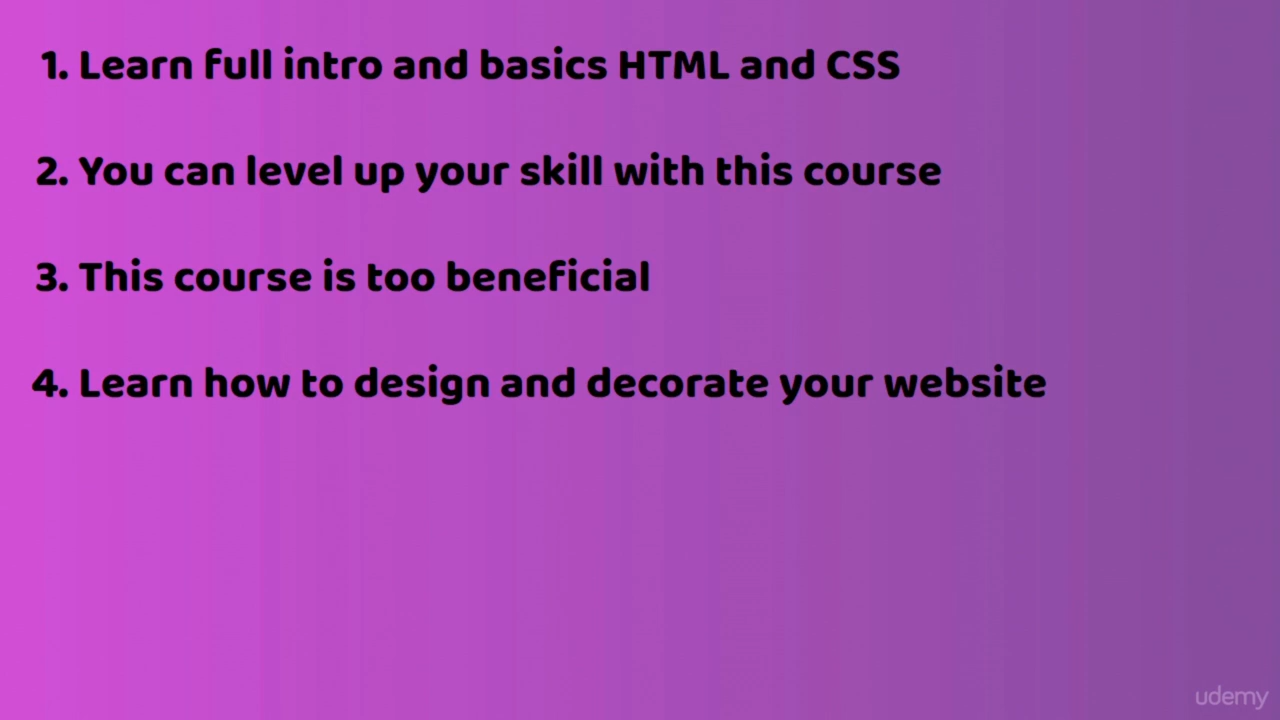 1. Learn full intro and basics HTML and CSS
2. You can level up your skill with this course
3. This course is too beneficial
4. Learn how to design and decorate your website
udemy